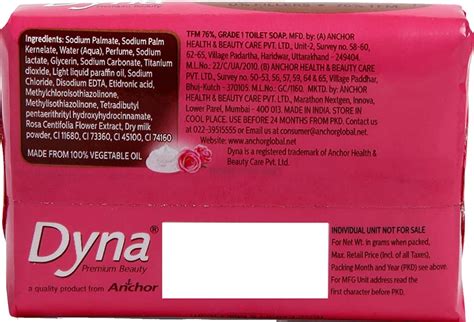 Ingredients: Sodium Palmate, Sodium Palm
Kernelate, Water (Aqua), Perfume, Sodium
lactate, Glycerin, Sodium Carbonate, Titanium
dioxide, Light liquid paraffin oil, Sodium
Chloride, Disodium EDTA, Etidronic acid,
Methylchloroisothiazolinone,
Methylisothiazolinone, Tetradibutyl
pentaerithrityl hydroxyhydrocinnamate,
Rosa Centifolia Flower Extract, Dry milk
powder, CI 11680, CI 73360, CI 45100, CI 74160
MADE FROM 100% VEGETABLE OIL
TFM 76%, GRADE 1 TOILET SOAP, MFD. by: (A) ANCHOR
HEALTH & BEAUTY CARE PVT. LTD., Unit-2, Survey no. 58-60,
62-65, Village Padartha, Haridwar, Uttarakhand - 249404.
M.L. No.: 22/C/UA/200, (B) ANCHOR HEALTH & BEAUTY CARE
PVT. LTD., Survey no. 50-53, 56, 57, 59, 64 & 65, Village Paddhar,
Bhuj-Kutch - 370105. M.L. No.: GC/1160. MKTD. by: ANCHOR
HEALTH & BEAUTY CARE PVT. LTD., Marathon Nextgen, Innova,
Lower Parel, Mumbai - 400 013. MADE IN INDIA. STORE IN
COOL PLACE. USE BEFORE 24 MONTHS FROM PKD. Contact us
at 022-39515555 or Email us at consumer@anchorglobal.net.
Website: www.anchorglobal.net
Dyna is a registered trademark of Anchor Health &
Beauty Care Pvt. Ltd.
Dyna®
Premium Beauty
a quality product from Anchor
INDIVIDUAL UNIT NOT FOR SALE
For Net Wt. in grams when packed,
Max. Retail Price (Incl. of all Taxes),
Packing Month and Year (PKD) see above.
For MFG Unit address read the
first character before PKD.